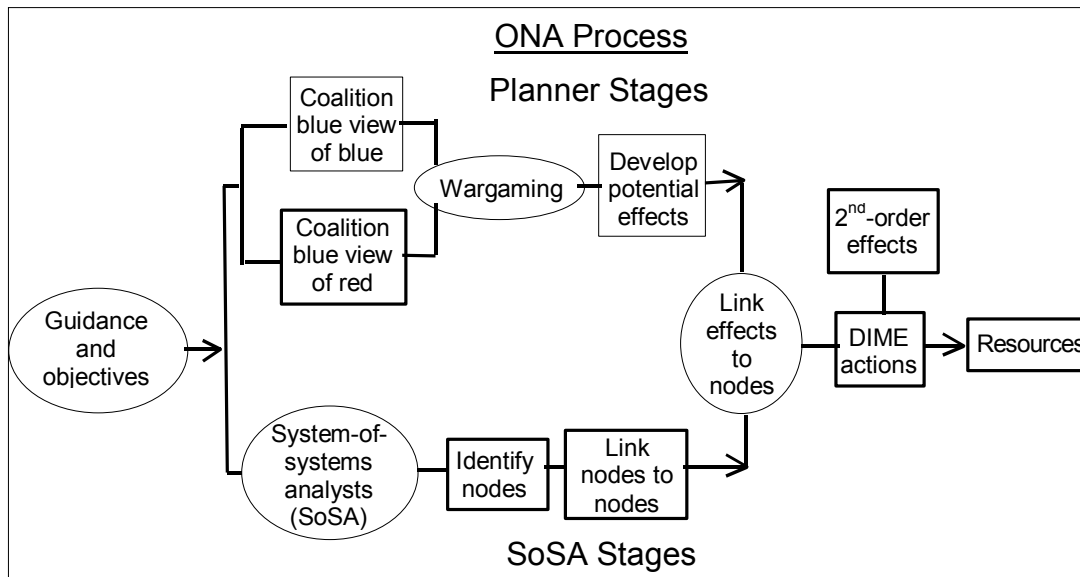 ONA Process
Planner Stages
Coalition
blue view
of blue
Wargaming
Develop
potential
effects
Coalition
blue view
of red
2nd-order
effects
Guidance
and
objectives
Link
effects
to
nodes
DIME
actions
Resources
System-of-
systems
analysts
(SoSA)
Identify
nodes
Link
nodes to
nodes
SoSA Stages